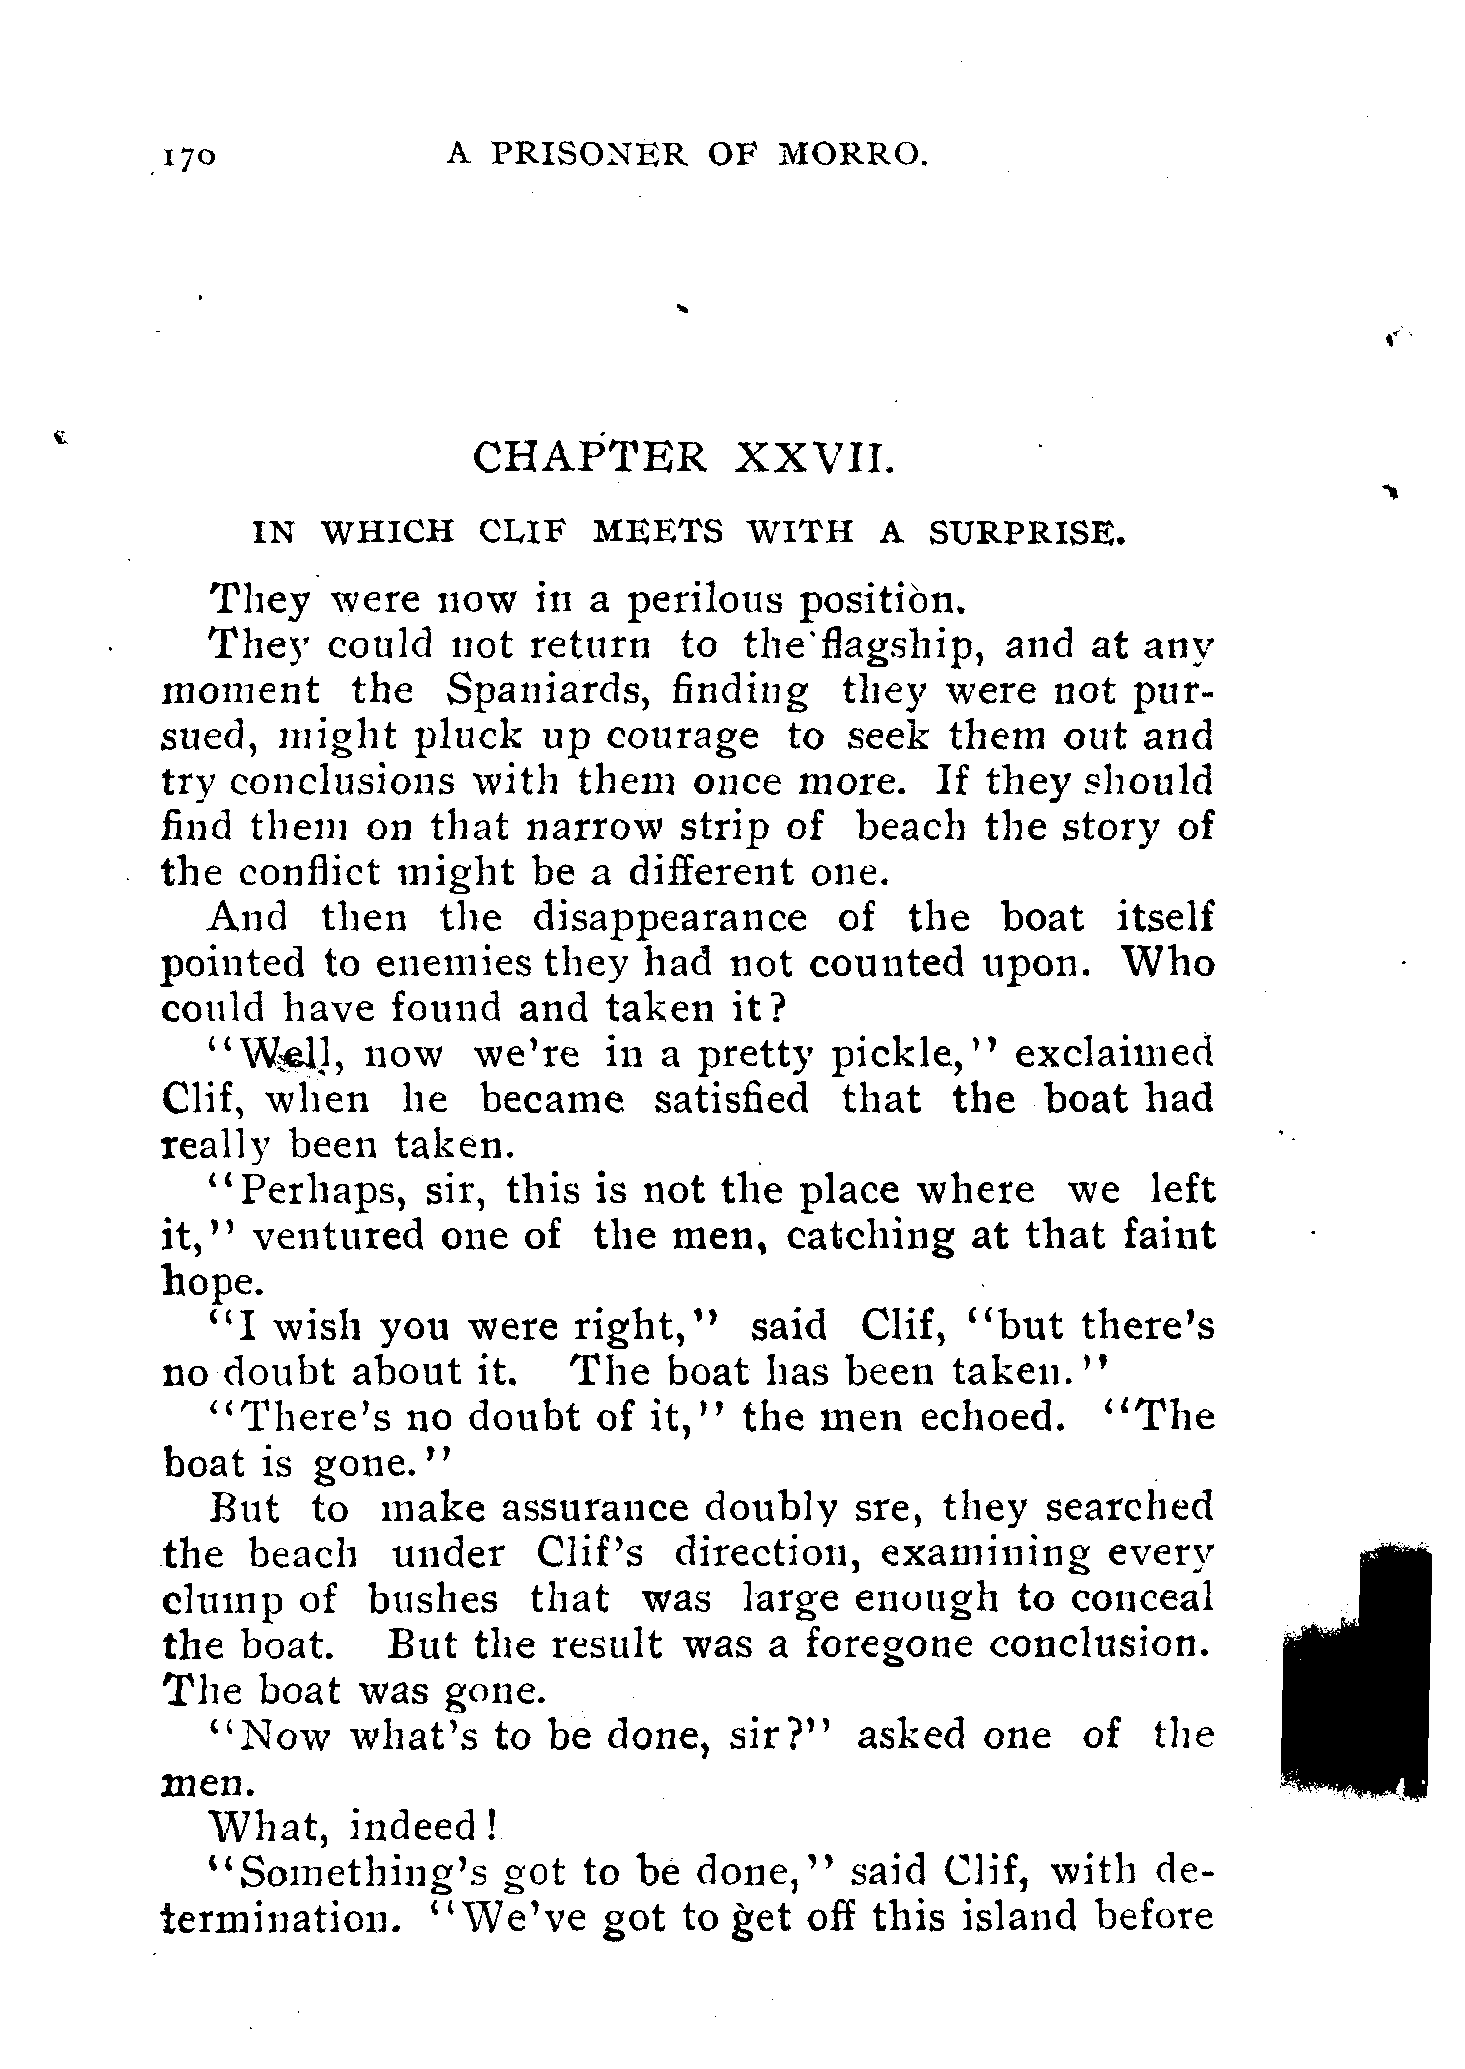 170 A PRISONER OF MORRO.
CHAPTER XXVII.
IN WHICH CLIF MEETS WITH A SURPRISE.
They were now in a perilous position.
They could not return to the flagship, and at any
moment the Spaniards, finding they were not pur-
sued, might pluck up courage to seek them out and
try conclusions with them once more. If they should
find them on that narrow strip of beach the story of
the conflict might be a different one.
And then the disappearance of the boat itself
pointed to enemies they had not counted upon. Who
could have found and taken it?
"Well, now we're in a pretty pickle," exclaimed
Clif, when he became satisfied that the boat had
really been taken.
"Perhaps, sir, this is not the place where we left
it," ventured one of the men, catching at that faint
hope.
"I wish you were right," said Clif, "but there's
no doubt about it. The boat has been taken."
"There's no doubt of it," the men echoed. "The
boat is gone."
But to make assurance doubly sre, they searched
the beach under Clif's direction, examining every
clump of bushes that was large enough to conceal
the boat. But the result was a foregone conclusion.
The boat was gone.
"Now what's to be done, sir?" asked one of the
men.
What, indeed!
"Something's got to be done," said Clif, with de-
termination. "We've got to get off this island before